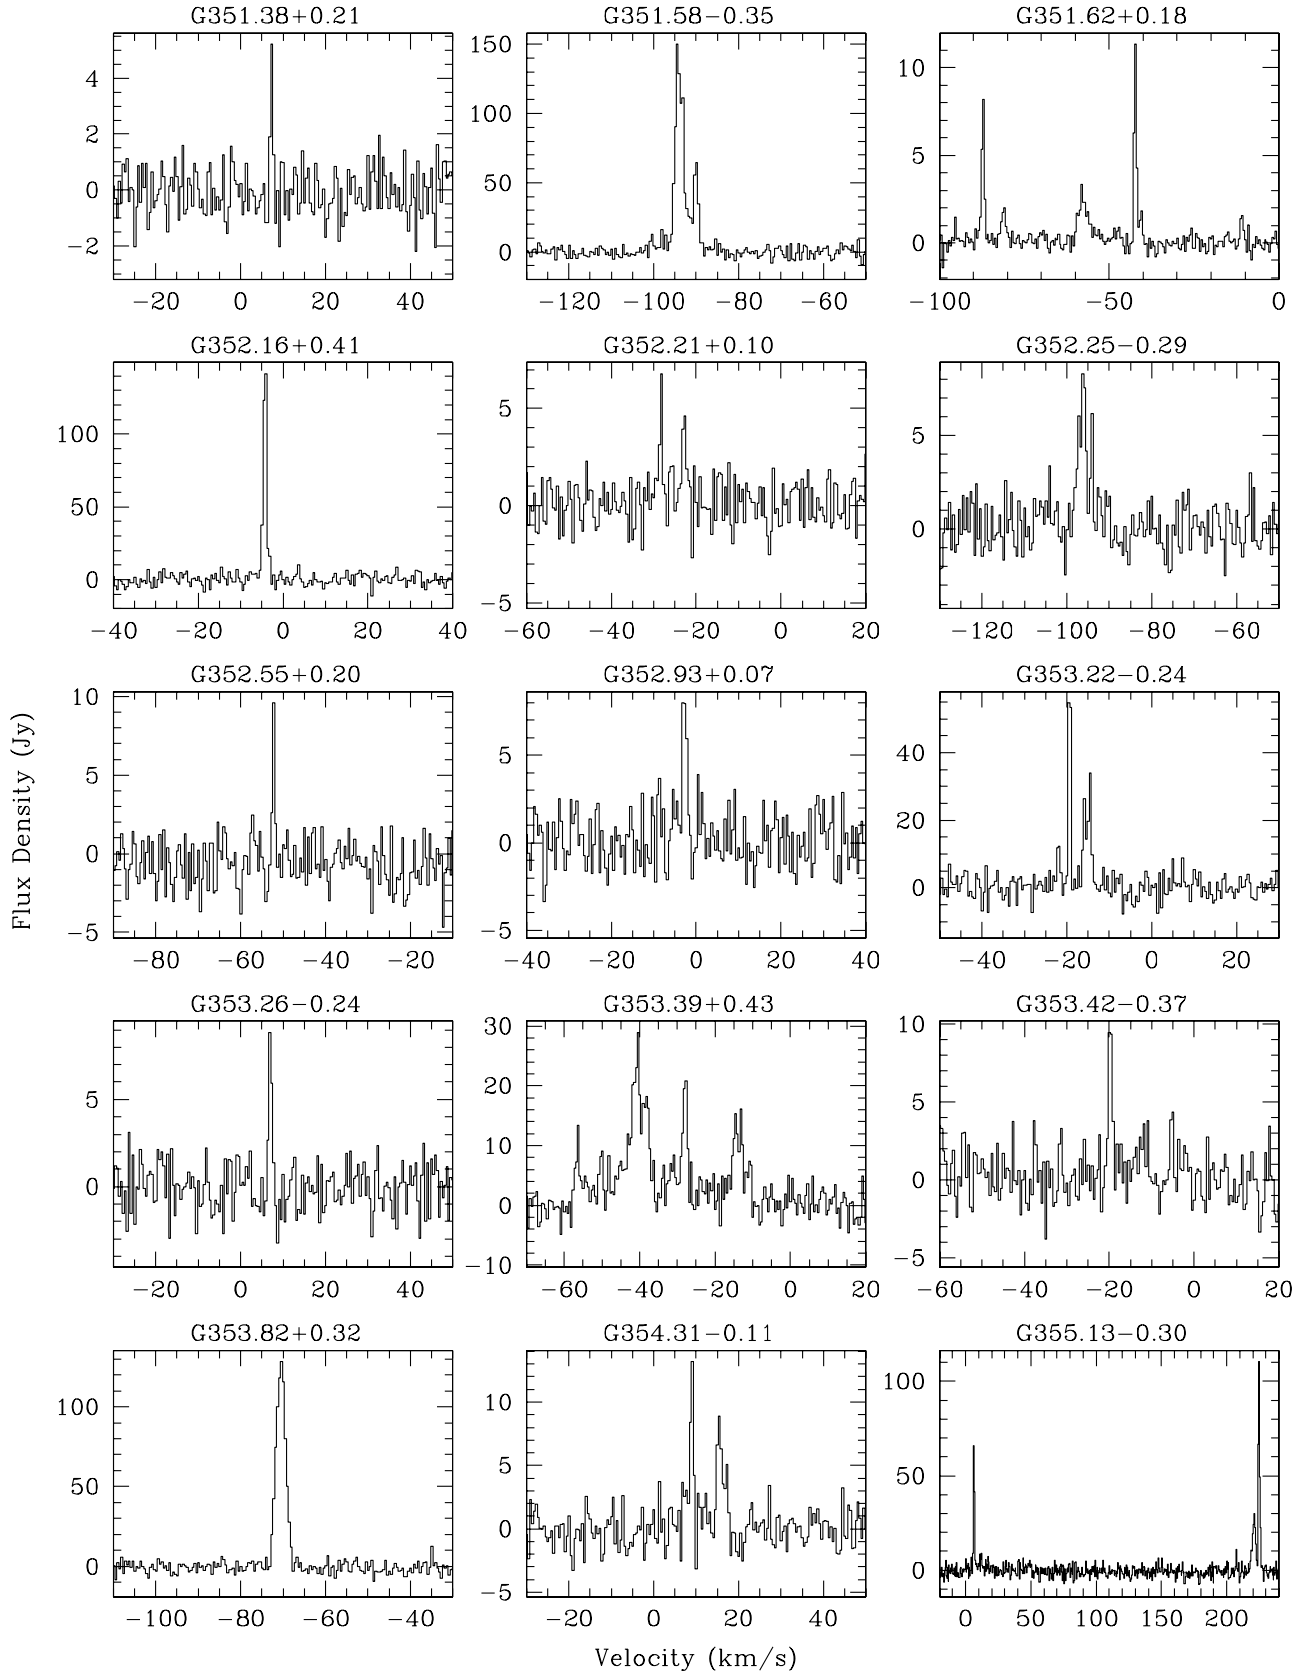 G351.38+0.21 G351.58−0.35 G351.62+0.18
4 2 0 −2
150 100 50 0
10 5 0
−20 0 20 40 −120 −100 −80 −60 −100 −50 0
G352.16+0.41 G352.21+0.10 G352.25−0.29
100 50 0
5 0 −5
5 0
−40 −20 0 20 40 −60 −40 −20 0 20 −120 −100 −80 −60
G352.55+0.20 G352.93+0.07 G353.22−0.24
10 5 0 −5
5 0 −5
40 20 0
−80 −60 −40 −20 −40 −20 0 20 40 −40 −20 0 20
Flux Density (Jy)
G353.26−0.24 G353.39+0.43 G353.42−0.37
5 0
30 20 10 0 −10
10 5 0 −5
−20 0 20 40 −60 −40 −20 0 20 −60 −40 −20 0 20
G353.82+0.32 G354.31−0.11 G355.13−0.30
100 50 0
10 5 0 −5
100 50 0
−100 −80 −60 −40 −20 0 20 40 0 50 100 150 200
Velocity (km/s)